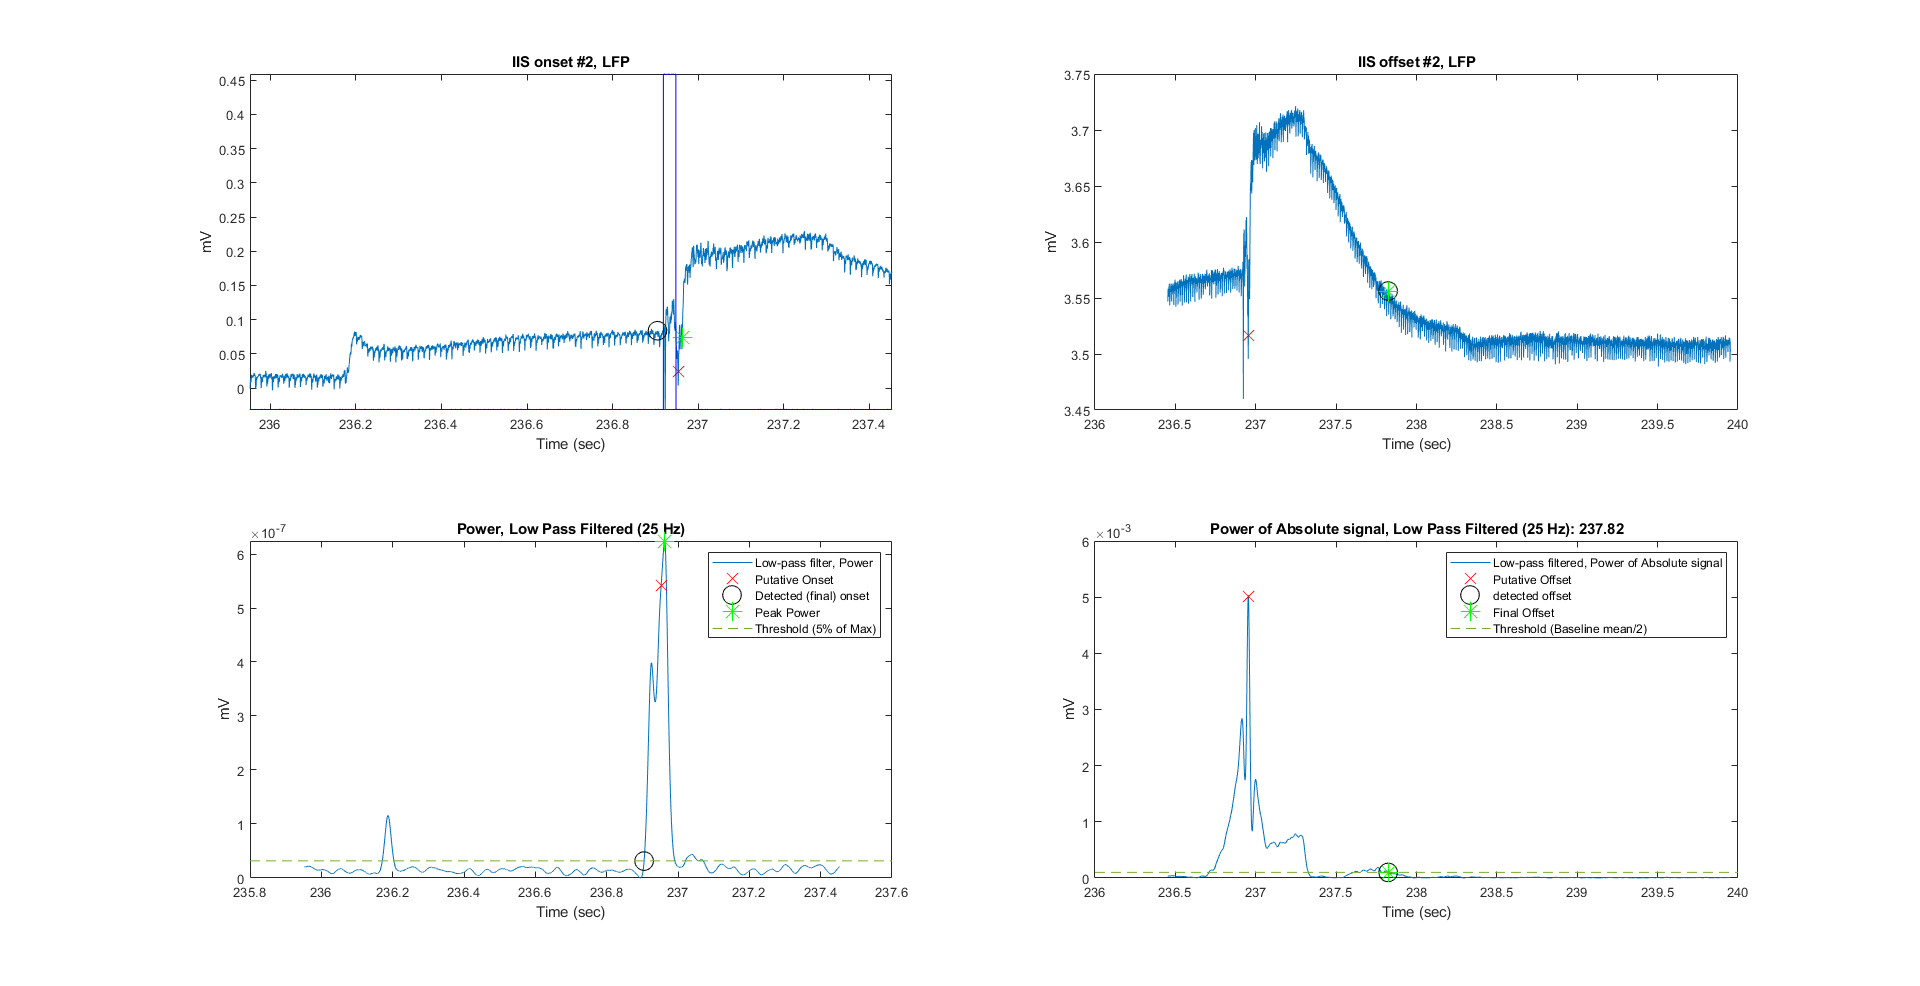 IIS onset #2, LFP
0.45
0.4
0.35
0.3
0.25
0.2
0.15
0.1
0.05
0
mV
236 236.2 236.4 236.6 236.8 237 237.2 237.4
Time (sec)
IIS offset #2, LFP
3.75
3.7
3.65
3.6
3.55
3.5
3.45
mV
236 236.5 237 237.5 238 238.5 239 239.5 240
Time (sec)
Power, Low Pass Filtered (25 Hz)
×10-7
6
5
4
3
2
1
0
mV
Low-pass filter, Power
Putative Onset
Detected (final) onset
Peak Power
Threshold (5% of Max)
235.8 236 236.2 236.4 236.6 236.8 237 237.2 237.4 237.6
Time (sec)
Power of Absolute signal, Low Pass Filtered (25 Hz): 237.82
×10-3
6
5
4
3
2
1
0
mV
Low-pass filtered, Power of Absolute signal
Putative Offset
detected offset
Final Offset
Threshold (Baseline mean/2)
236 236.5 237 237.5 238 238.5 239 239.5 240
Time (sec)